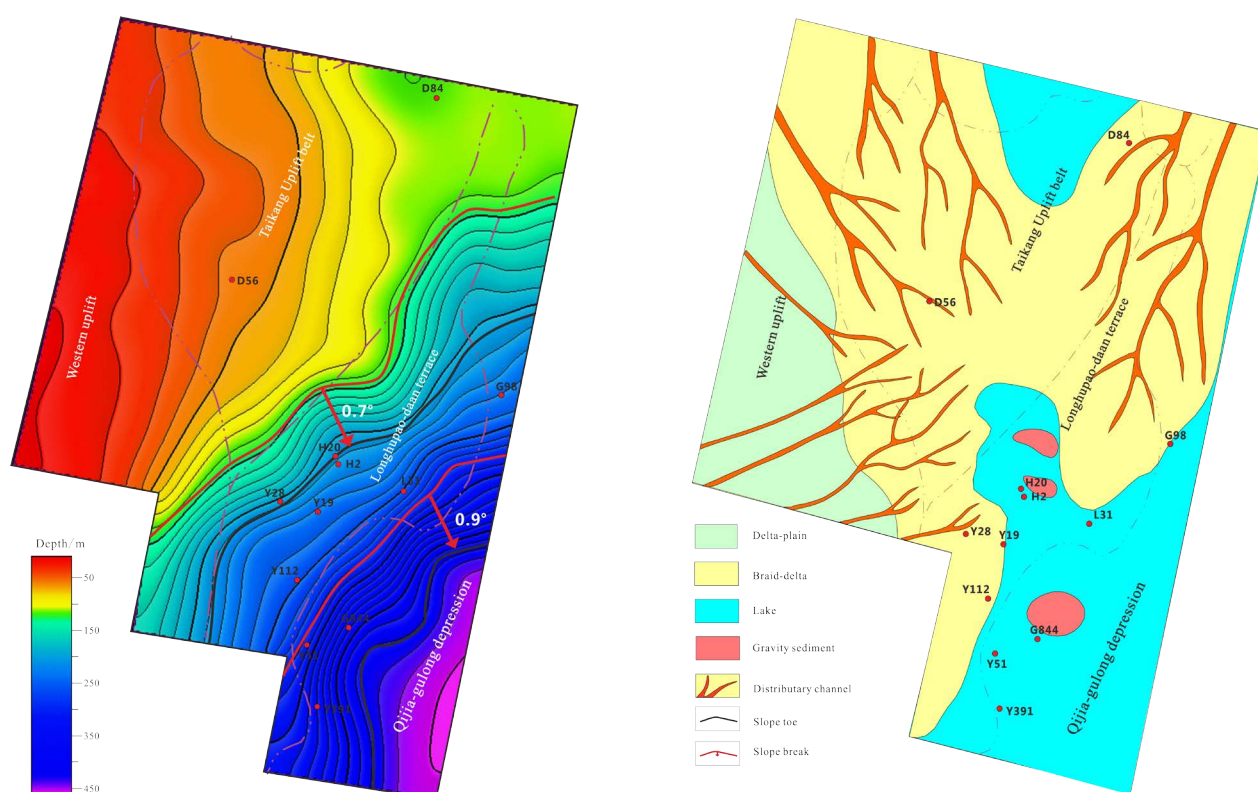 D84
Taikang Uplift belt
D56
Western uplift
Longhupao-daan terrace
G98
0.7°
H20
H2
L31
Y28
Y19
0.9°
Y112
Y391
Qijia-gulong depression
Depth/m
50
150
250
350
450
D84
Taikang Uplift belt
D56
Western uplift
Longhupao-daan terrace
G98
H20
H2
L31
Y28
Y19
Y112
G844
Y51
Y391
Qijia-gulong depression
Delta-plain
Braid-delta
Lake
Gravity sediment
Distributary channel
Slope toe
Slope break